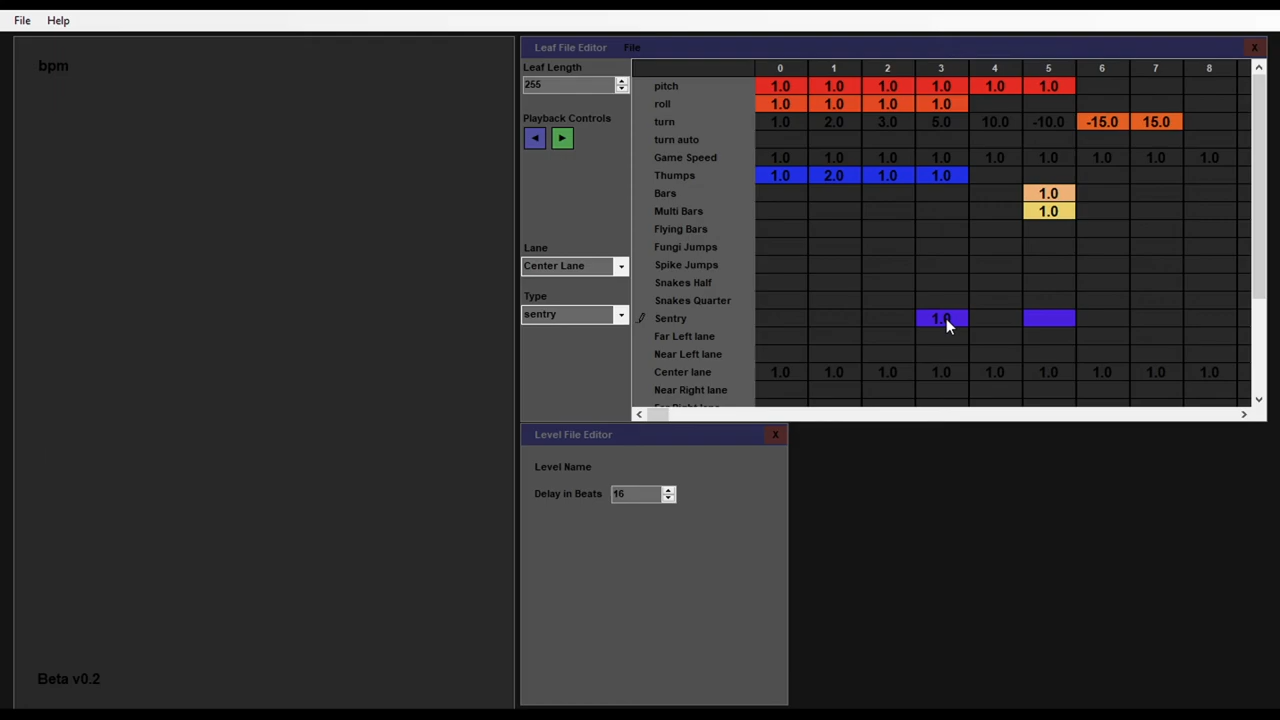 File Help
bpm
Beta v0.2
Leaf File Editor File X
Leaf Length
255
Playback Controls
Lane
Center Lane
Type
sentry
0 1 2 3 4 5 6 7 8
pitch 1.0 1.0 1.0 1.0 1.0 1.0
roll 1.0 1.0 1.0 1.0
turn 1.0 2.0 3.0 5.0 10.0 -10.0 -15.0 15.0
turn auto
Game Speed 1.0 1.0 1.0 1.0 1.0 1.0 1.0 1.0 1.0
Thumps 1.0 2.0 1.0 1.0
Bars 1.0
Multi Bars 1.0
Flying Bars
Fungi Jumps
Spike Jumps
Snakes Half
Snakes Quarter
Sentry 1.0
Far Left lane
Near Left lane
Center lane 1.0 1.0 1.0 1.0 1.0 1.0 1.0 1.0 1.0
Near Right lane
Level File Editor X
Level Name
Delay in Beats 16